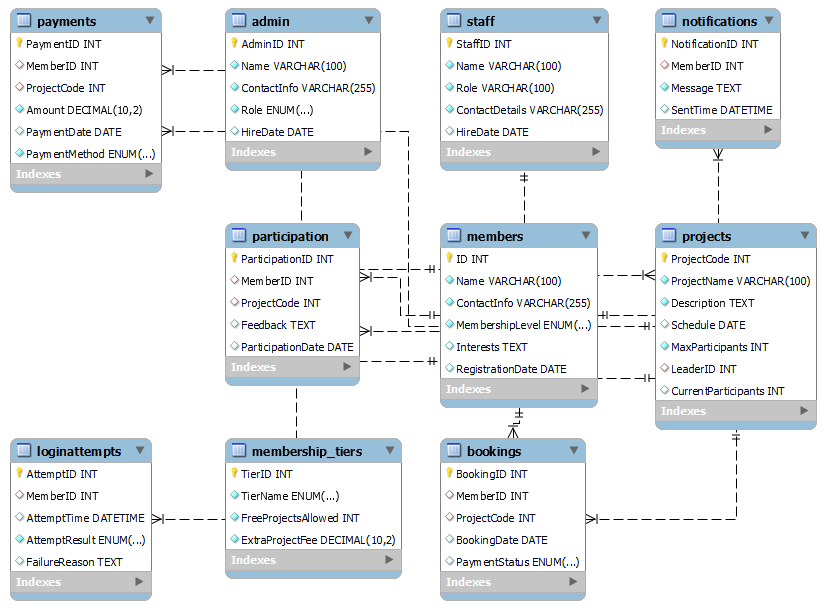 payments
PaymentID INT
MemberID INT
ProjectCode INT
Amount DECIMAL(10,2)
PaymentDate DATE
PaymentMethod ENUM(...)
Indexes
admin
AdminID INT
Name VARCHAR(100)
ContactInfo VARCHAR(255)
Role ENUM(...)
HireDate DATE
Indexes
staff
StaffID INT
Name VARCHAR(100)
Role VARCHAR(100)
ContactDetails VARCHAR(255)
HireDate DATE
Indexes
notifications
NotificationID INT
MemberID INT
Message TEXT
SentTime DATETIME
Indexes
participation
ParticipationID INT
MemberID INT
ProjectCode INT
Feedback TEXT
ParticipationDate DATE
Indexes
members
ID INT
Name VARCHAR(100)
ContactInfo VARCHAR(255)
MembershipLevel ENUM(...)
Interests TEXT
RegistrationDate DATE
Indexes
projects
ProjectCode INT
ProjectName VARCHAR(100)
Description TEXT
Schedule DATE
MaxParticipants INT
LeaderID INT
CurrentParticipants INT
Indexes
loginattempts
AttemptID INT
MemberID INT
AttemptTime DATETIME
AttemptResult ENUM(...)
FailureReason TEXT
Indexes
membership_tiers
TierID INT
TierName ENUM(...)
FreeProjectsAllowed INT
ExtraProjectFee DECIMAL(10,2)
Indexes
bookings
BookingID INT
MemberID INT
ProjectCode INT
BookingDate DATE
PaymentStatus ENUM(...)
Indexes